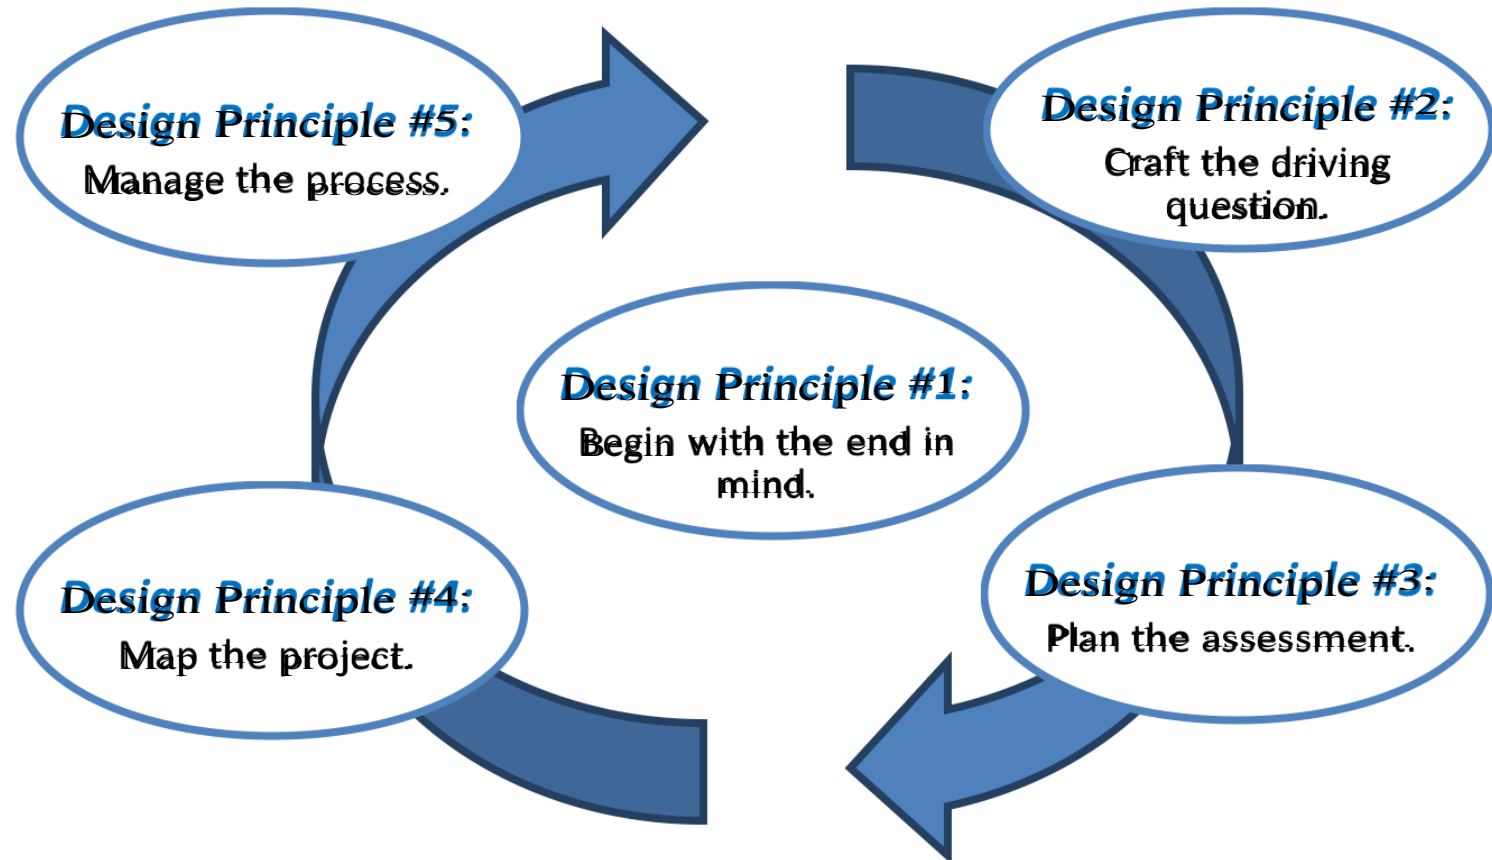 Design Principle #5:
Manage the process.
Design Principle #2:
Craft the driving
question.
Design Principle #1:
Begin with the end in
mind.
Design Principle #4:
Map the project.
Design Principle #3:
Plan the assessment.